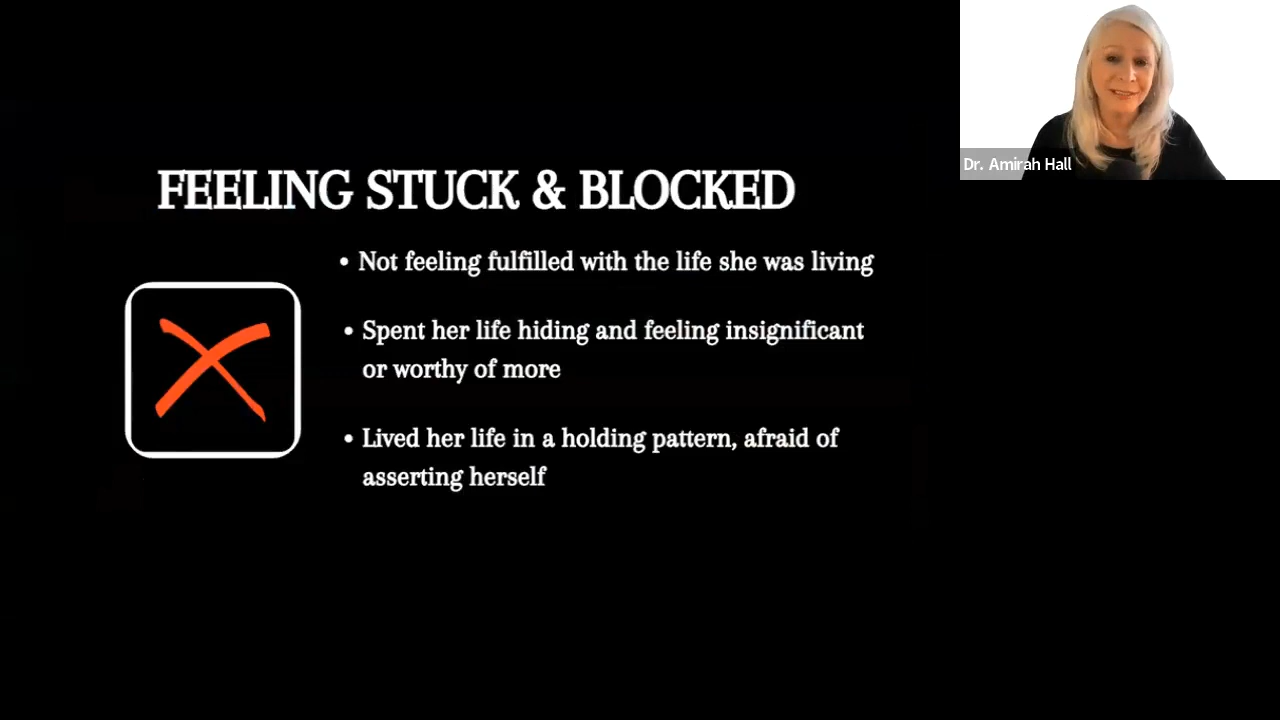 Dr. Amirah Hall
FEELING STUCK & BLOCKED
• Not feeling fulfilled with the life she was living
• Spent her life hiding and feeling insignificant
or worthy of more
• Lived her life in a holding pattern, afraid of
asserting herself